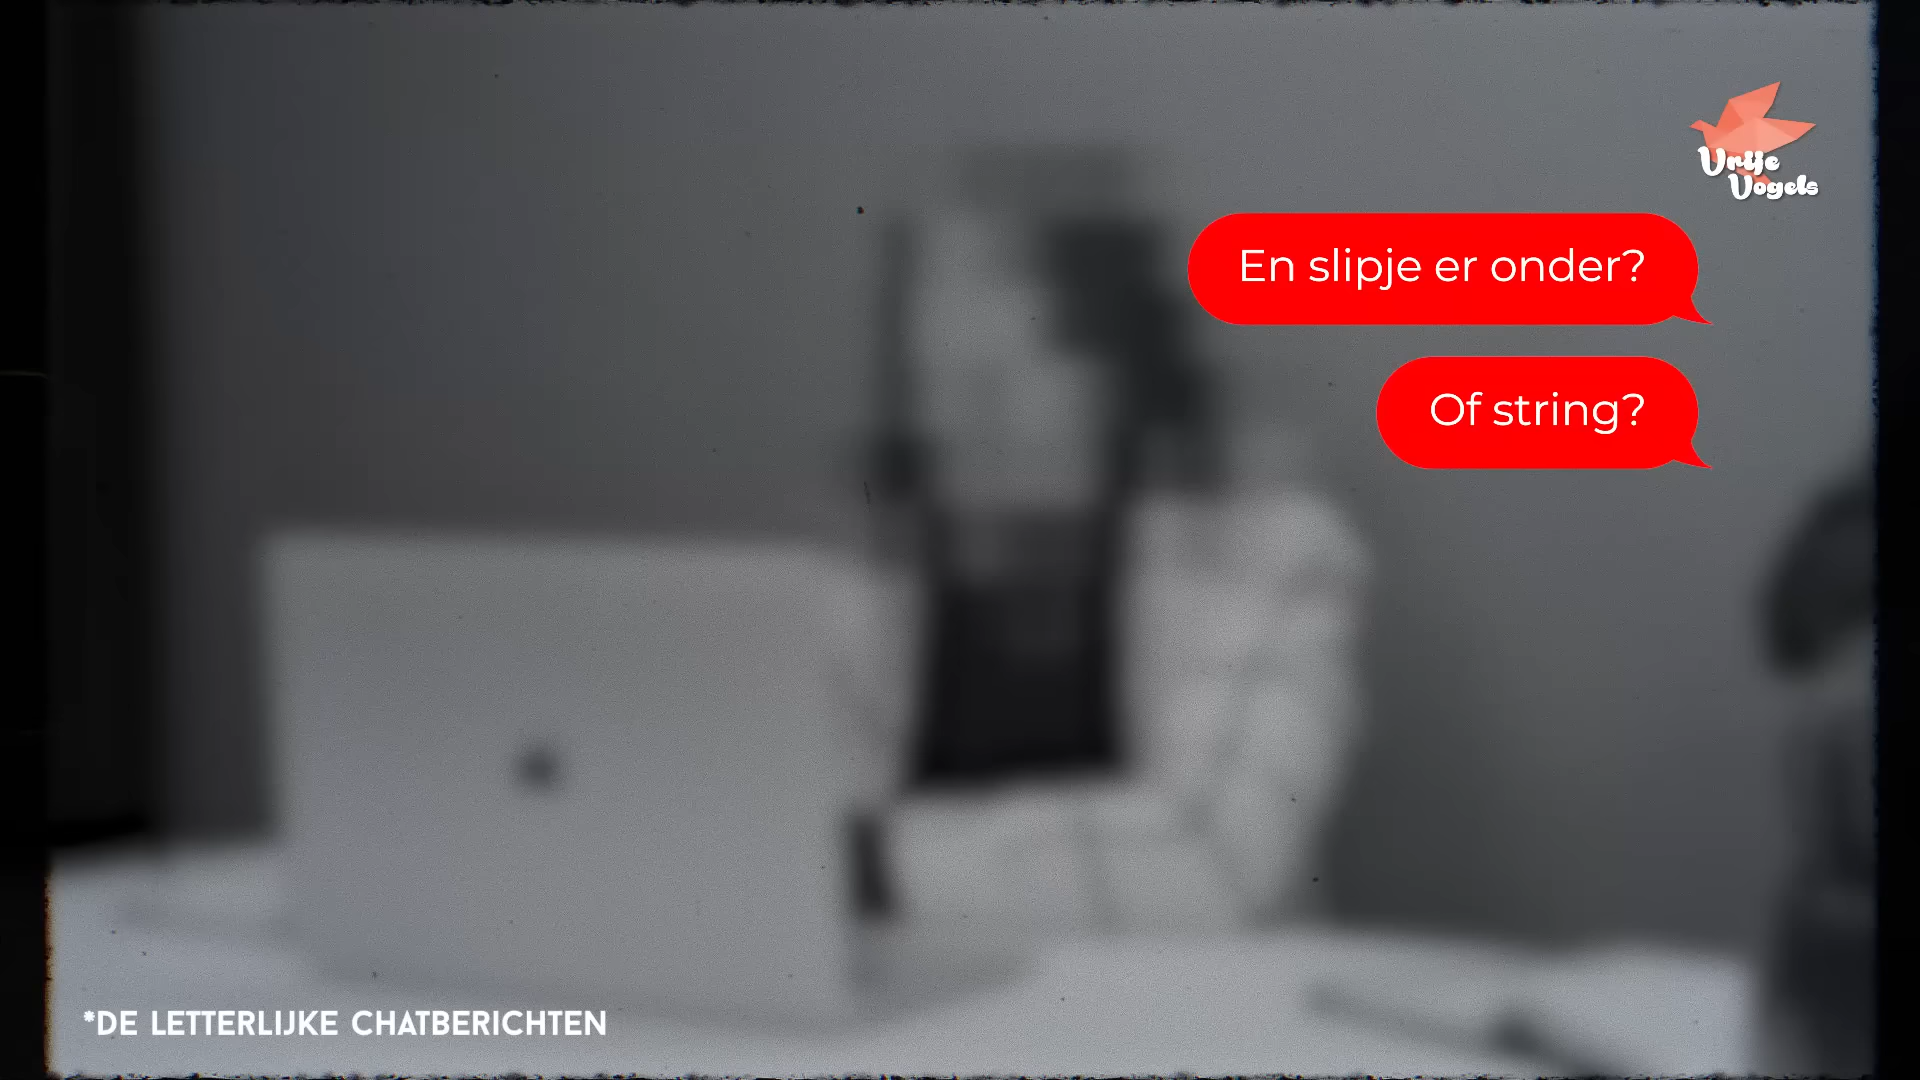 Vrije
Vogels
En slipje er onder?
Of string?
*DE LETTERLIJKE CHATBERICHTEN